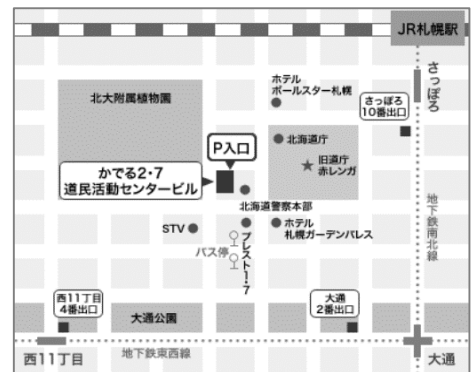 JR札幌駅
さっぽろ
ホテル
ポールスター札幌
北大附属植物園
さっぽろ
10番出口
P入口
北海道庁
旧道庁
赤レンガ
かでる2・7
道民活動センタービル
北海道警察本部
地下鉄南北線
STV
ホテル
札幌ガーデンパレス
バス停
プレスト1・7
西11丁目
4番出口
大通公園
大通
2番出口
西11丁目
地下鉄東西線
大通